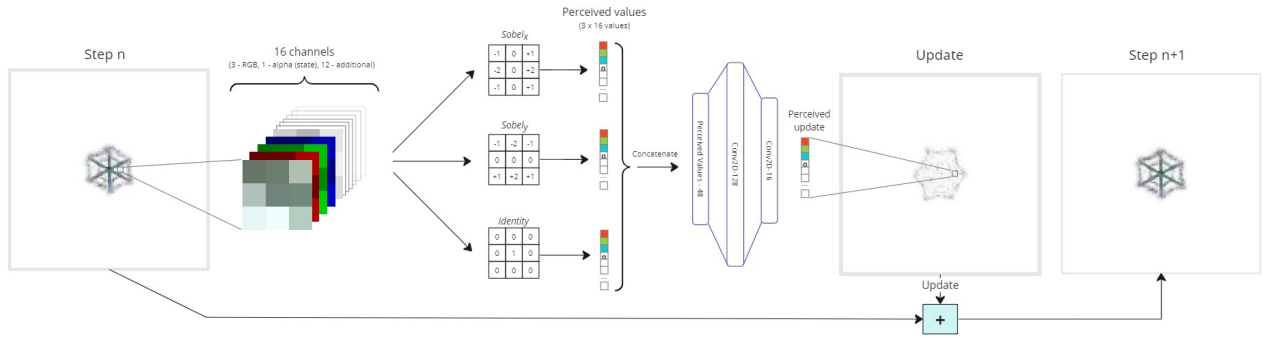 Step n
16 channels
(3 - RGB, 1 - alpha (state), 12 - additional)
Sobelx
-1 0 +1
-2 0 +2
-1 0 +1
Sobely
-1 -2 -1
0 0 0
+1 +2 +1
Identity
0 0 0
0 1 0
0 0 0
Perceived values
(3 x 16 values)
α
...
α
...
α
...
Concatenate
Perceived Values - 48
Conv2D-128
Conv2D-16
Perceived
update
α
...
Update
Update
+
Step n+1